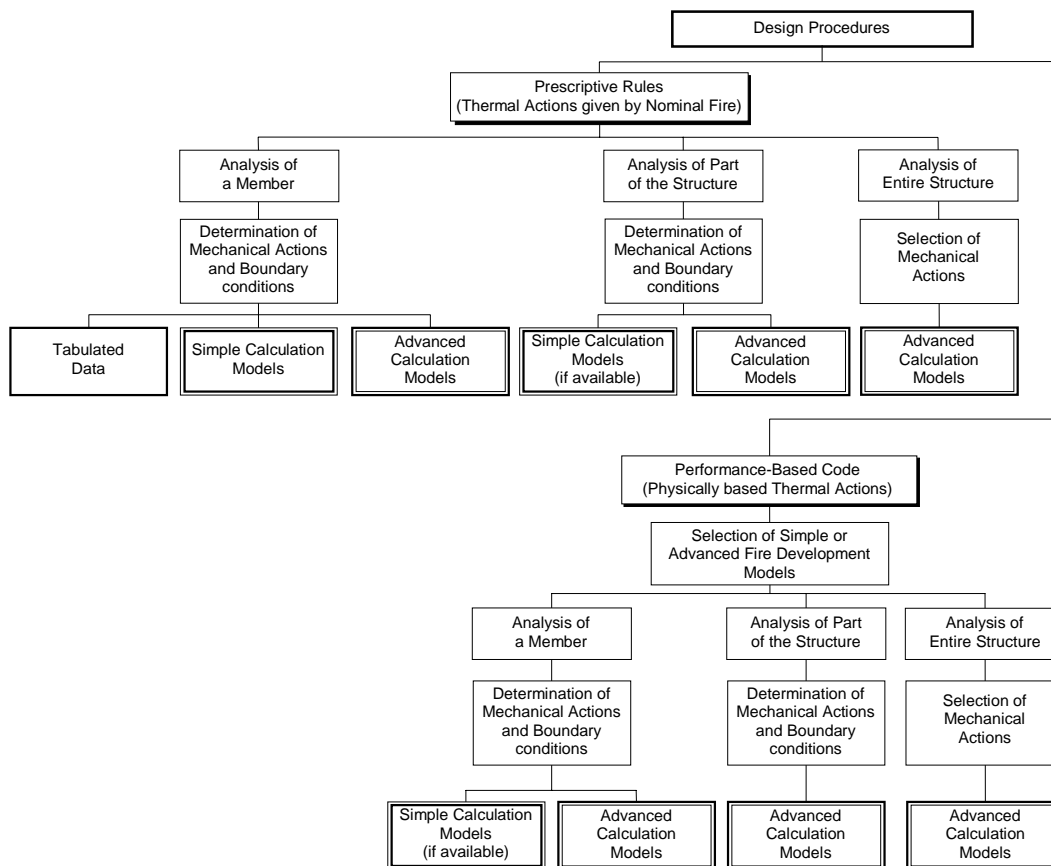 Design Procedures
Prescriptive Rules
(Thermal Actions given by Nominal Fire)
Analysis of
a Member
Analysis of Part
of the Structure
Analysis of
Entire Structure
Determination of
Mechanical Actions
and Boundary
conditions
Determination of
Mechanical Actions
and Boundary
conditions
Selection of
Mechanical
Actions
Tabulated
Data
Simple Calculation
Models
Advanced
Calculation
Models
Simple Calculation
Models
(if available)
Advanced
Calculation
Models
Advanced
Calculation
Models
Performance-Based Code
(Physically based Thermal Actions)
Selection of Simple or
Advanced Fire Development
Models
Analysis of
a Member
Analysis of Part
of the Structure
Analysis of
Entire Structure
Determination of
Mechanical Actions
and Boundary
conditions
Determination of
Mechanical Actions
and Boundary
conditions
Selection of
Mechanical
Actions
Simple Calculation
Models
(if available)
Advanced
Calculation
Models
Advanced
Calculation
Models
Advanced
Calculation
Models